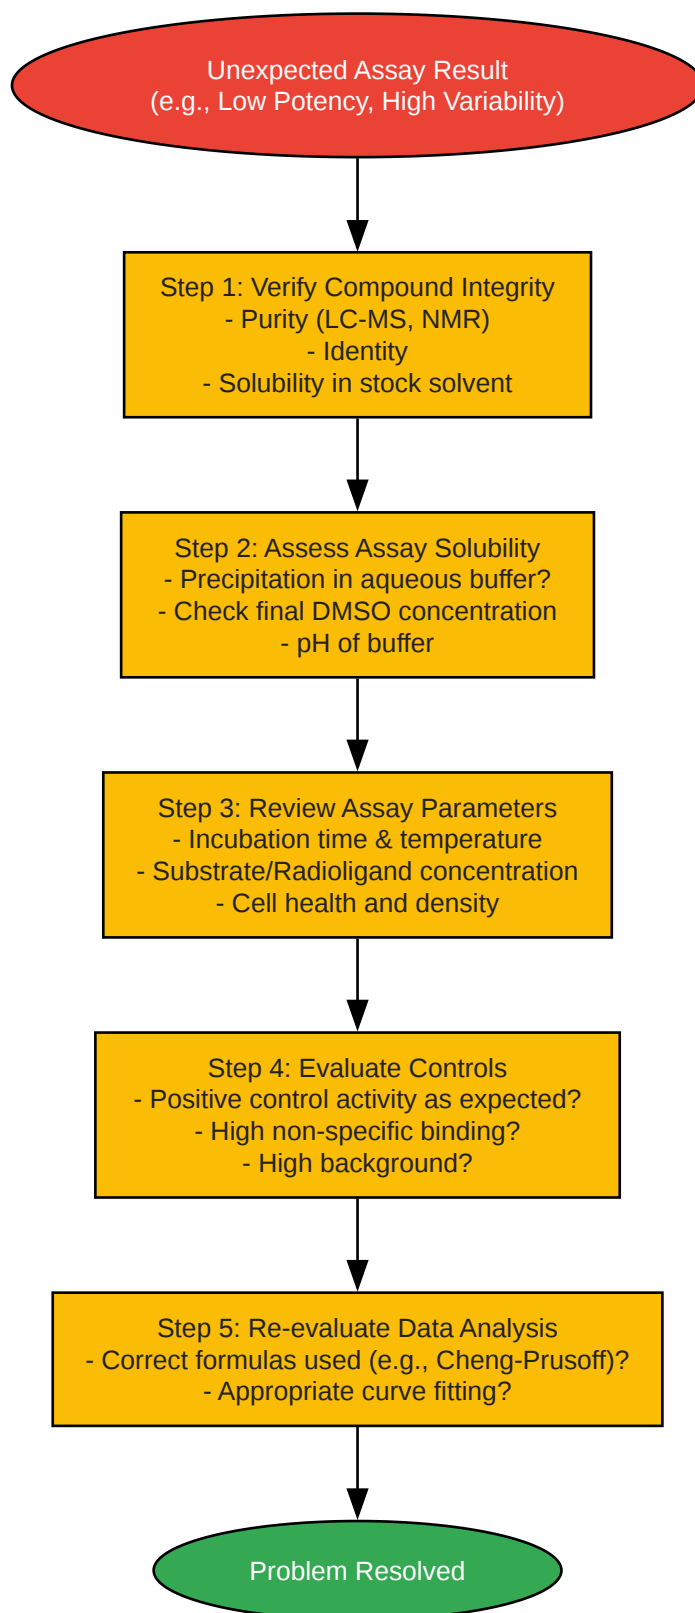 Unexpected Assay Result
(e.g., Low Potency, High Variability)
Step 1: Verify Compound Integrity
- Purity (LC-MS, NMR)
- Identity
- Solubility in stock solvent
Step 2: Assess Assay Solubility
- Precipitation in aqueous buffer?
- Check final DMSO concentration
- pH of buffer
Step 3: Review Assay Parameters
- Incubation time & temperature
- Substrate/Radioligand concentration
- Cell health and density
Step 4: Evaluate Controls
- Positive control activity as expected?
- High non-specific binding?
- High background?
Step 5: Re-evaluate Data Analysis
- Correct formulas used (e.g., Cheng-Prusoff)?
- Appropriate curve fitting?
Problem Resolved